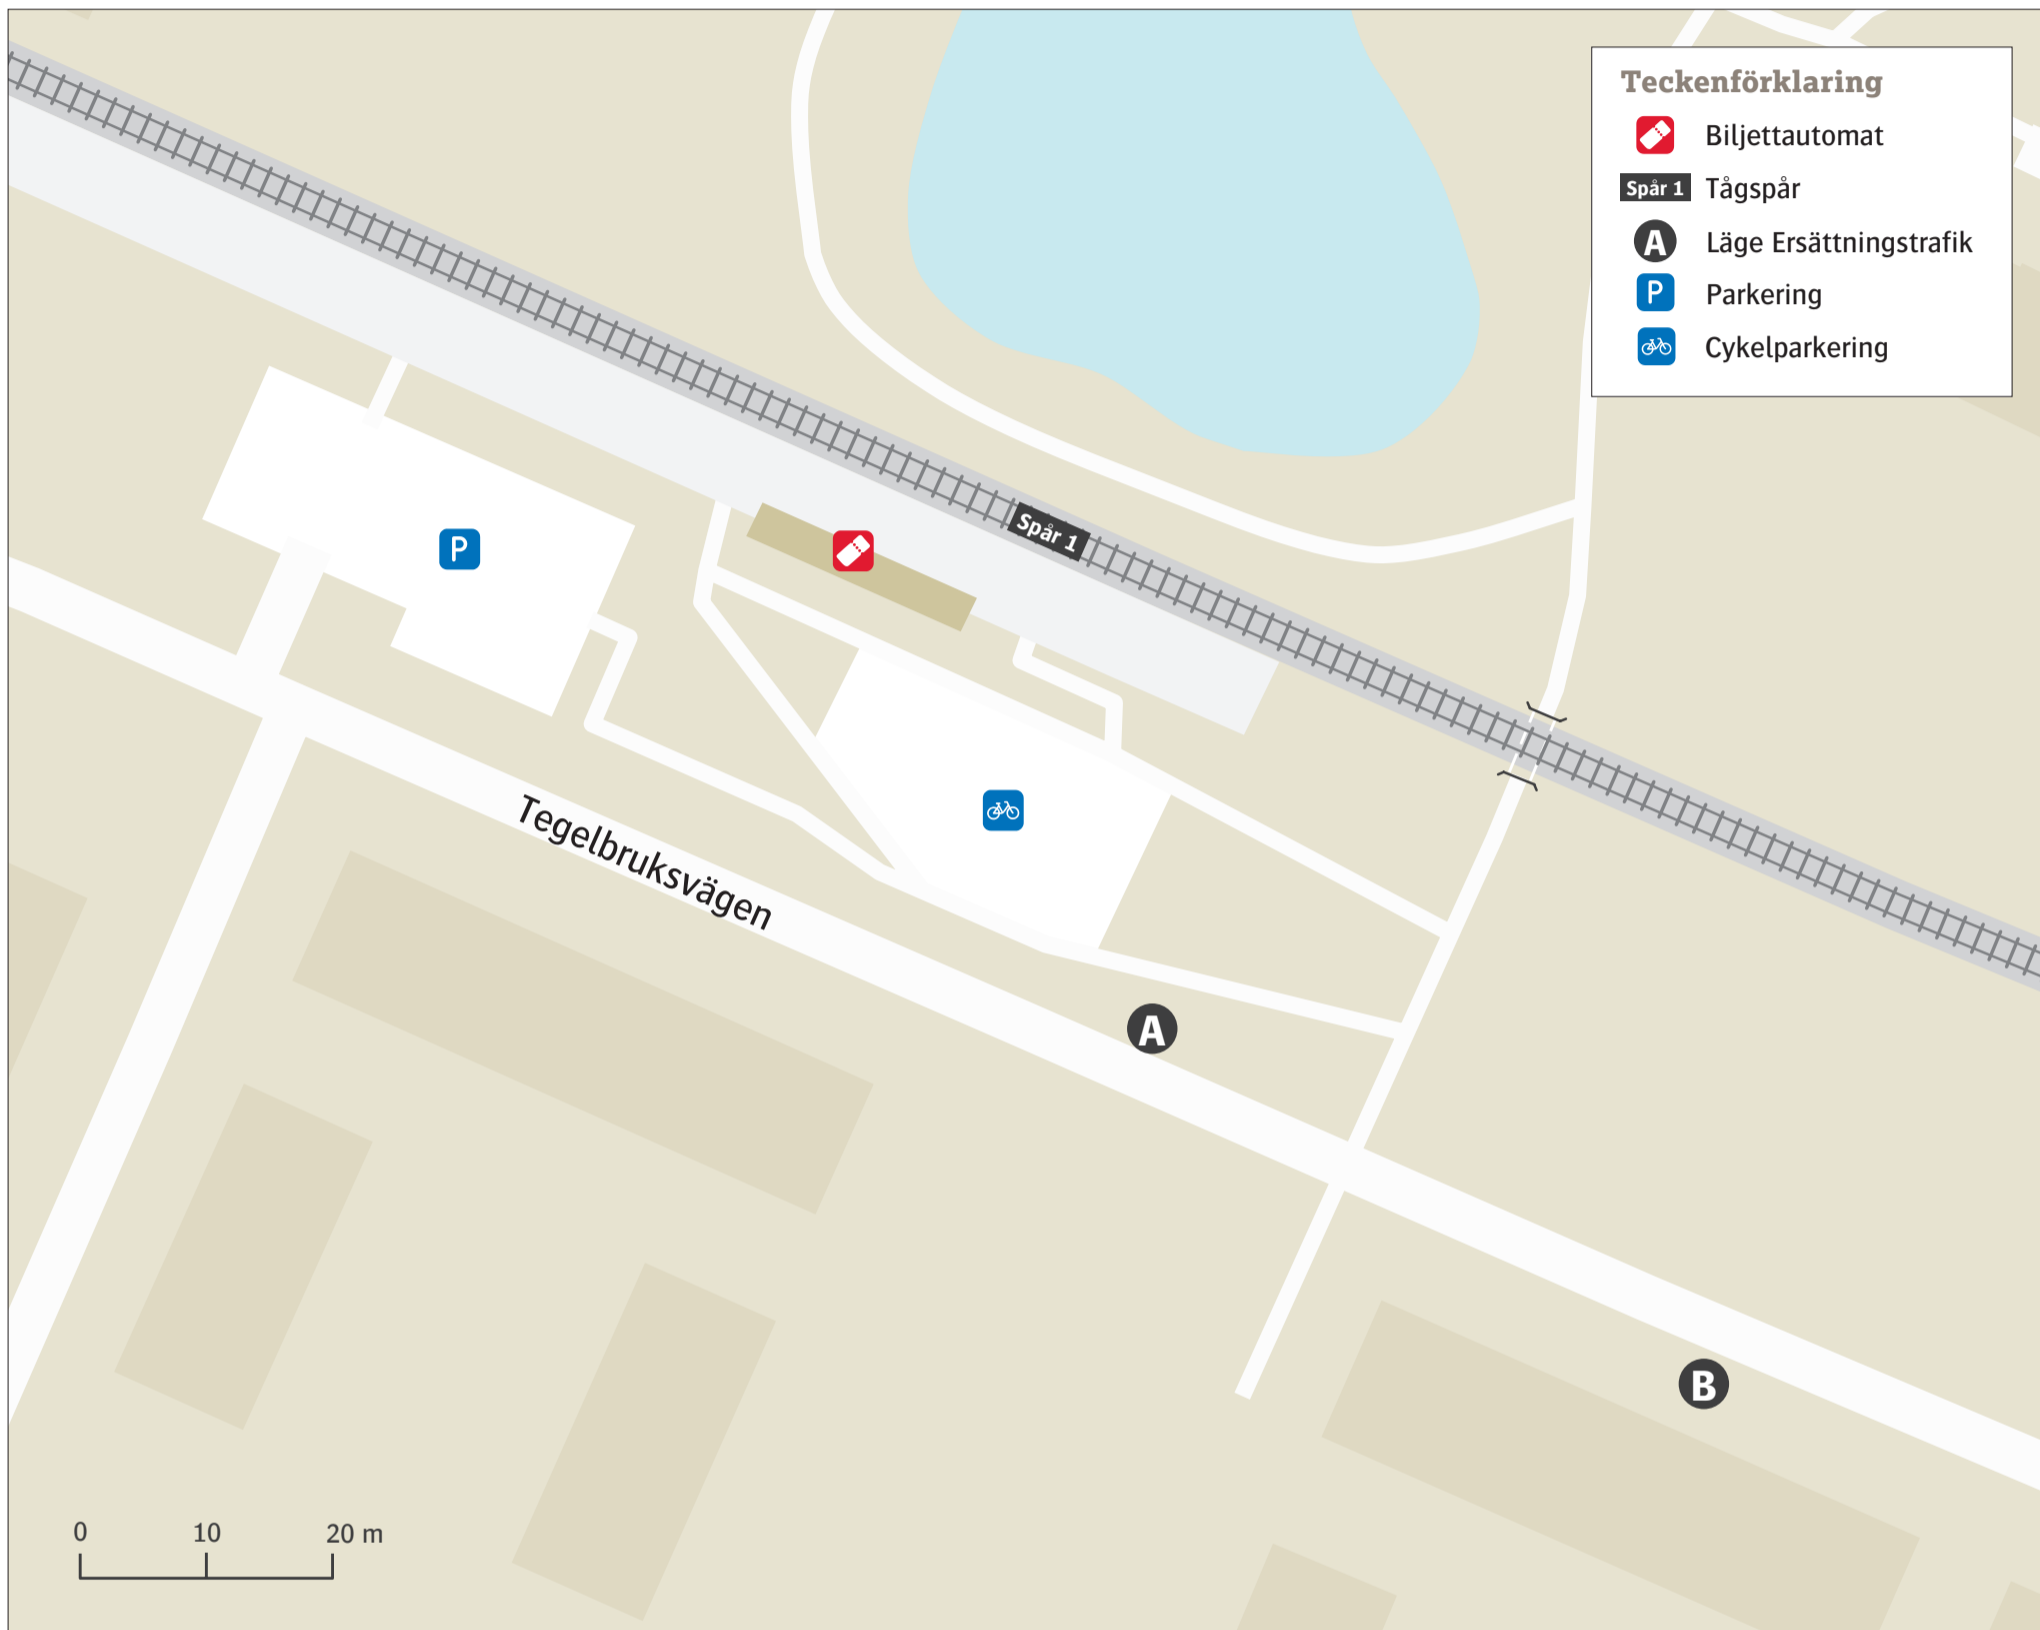 Teckenförklaring
Biljettautomat
Spår 1 Tågspår
A Läge Ersättningstrafik
P Parkering
Cykelparkering
Spår 1
P
Tegelbruksvägen
A
B
0 10 20 m